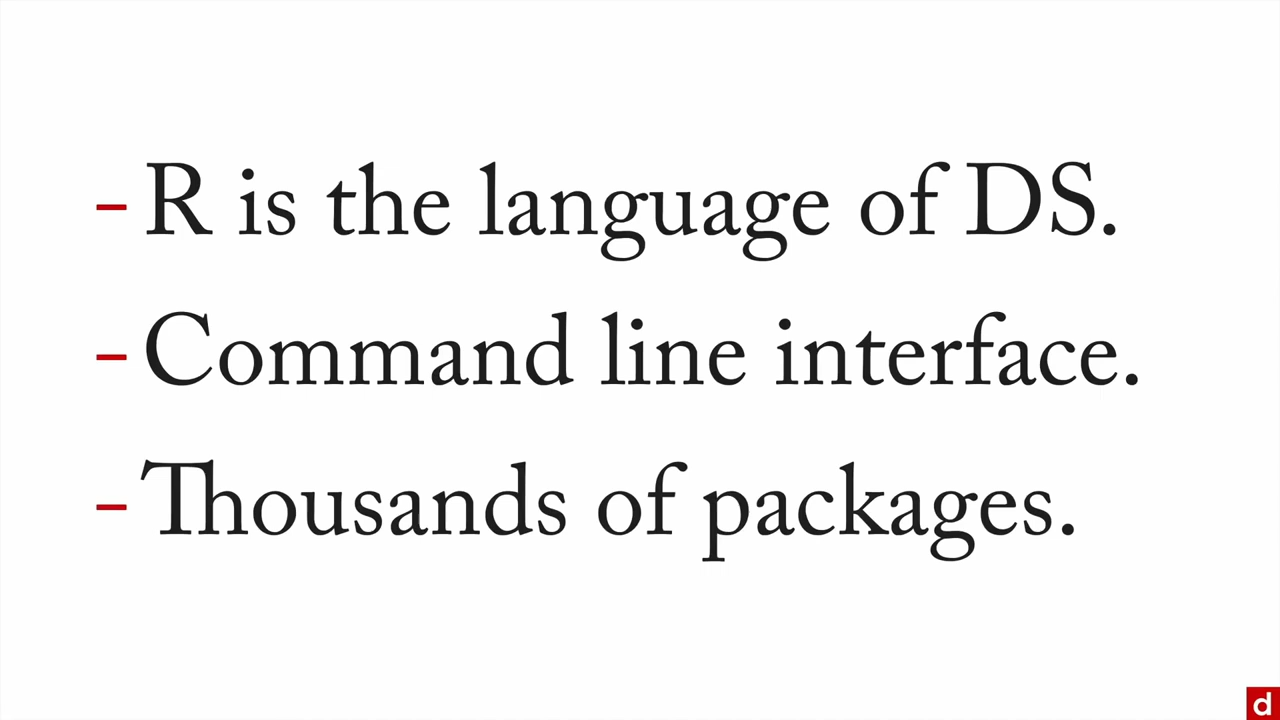 - R is the language of DS.
- Command line interface.
- Thousands of packages.
d